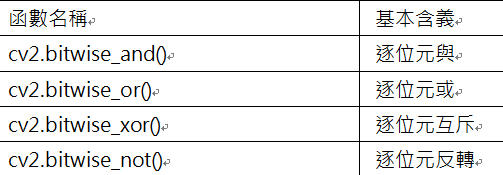 函數名稱 基本含義
cv2.bitwise_and() 逐位元與
cv2.bitwise_or() 逐位元或
cv2.bitwise_xor() 逐位元互斥
cv2.bitwise_not() 逐位元反轉